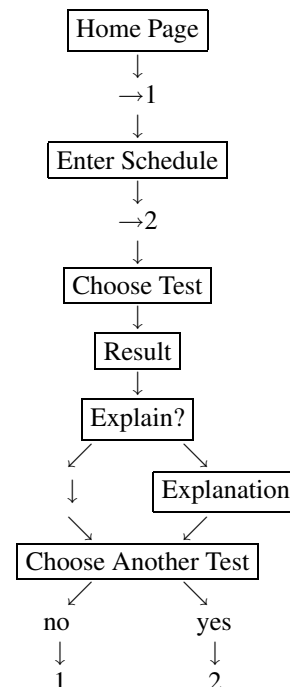 Home Page
↓
→1
↓
Enter Schedule
↓
→2
↓
Choose Test
↓
Result
↓
Explain?
↙ ↘
↓ Explanation
↘ ↙
Choose Another Test
↙ ↘
no yes
↓ ↓
1 2